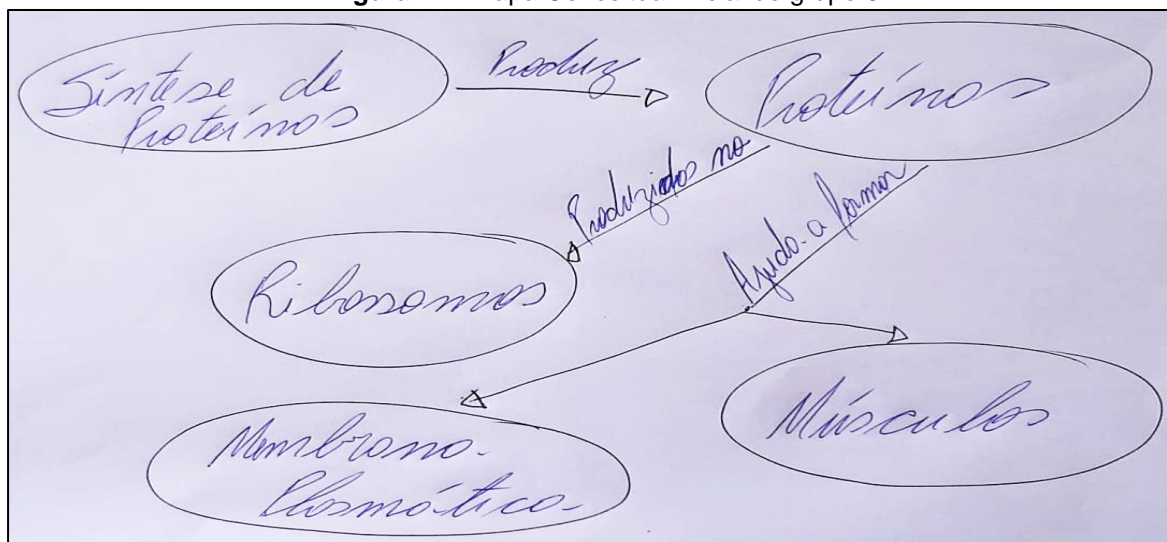 Síntese de
Proteínas
Produz
Proteínas
Produzidas no
Ajuda a formar
Ribossomos
Membrana
Plasmática
Músculos